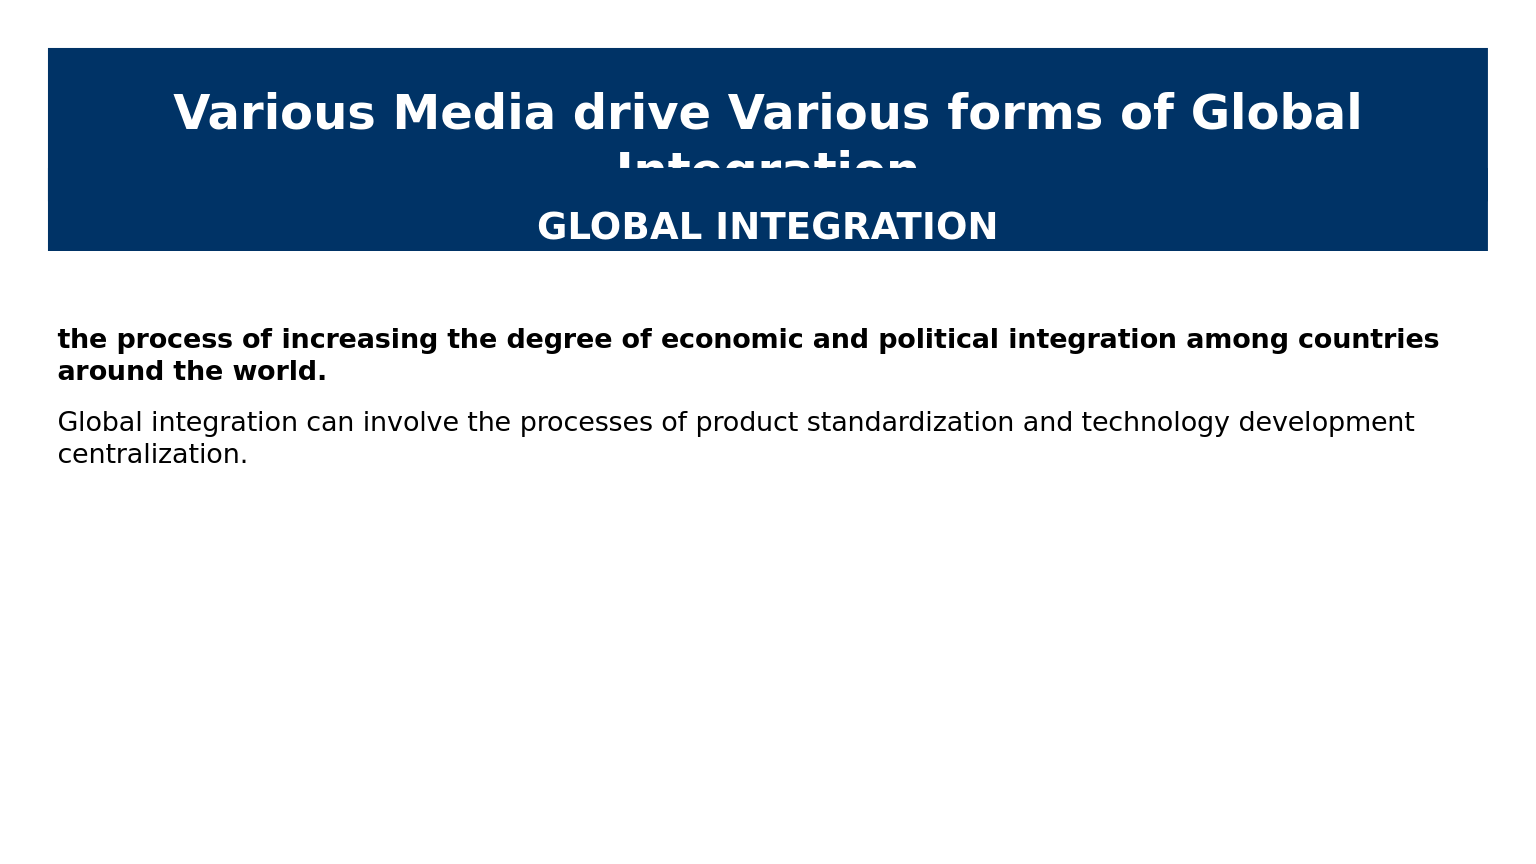 Various Media drive Various forms of Global
Integration
GLOBAL INTEGRATION
the process of increasing the degree of economic and political integration among countries
around the world.
Global integration can involve the processes of product standardization and technology development
centralization.